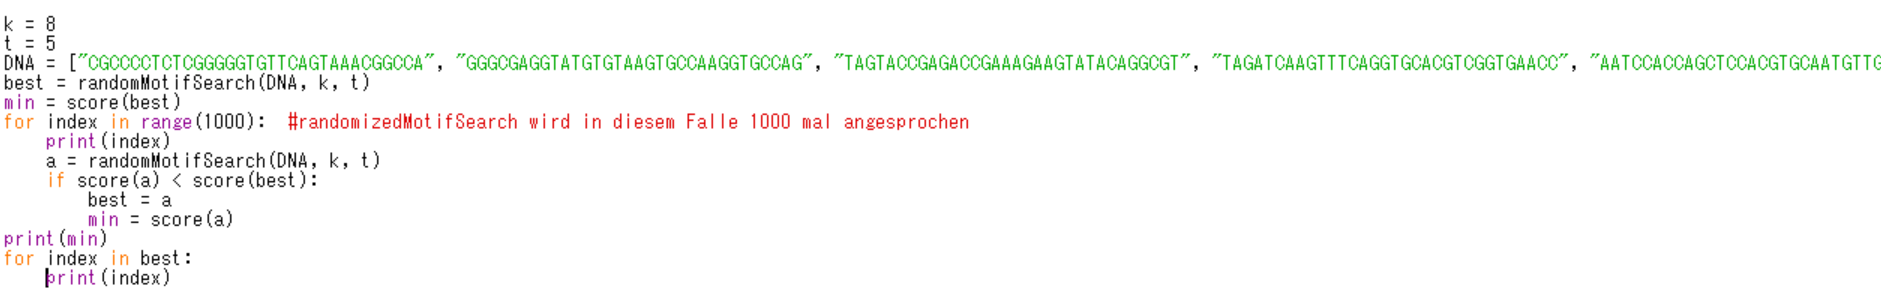 k = 8
t = 5
DNA = ["CGCCCCTCTCGGGGGTGTTCAGTAAACGGCCA", "GGGCGAGGTATGTGTAAGTGCCAAGGTGCCAG", "TAGTACCGAGACCGAAAGAAGTATACAGGCGT", "TAGATCAAGTTTCAGGTGCACGTCGGTGAACC", "AATCCACCAGCTCCACGTGCAATGTTG
best = randomMotifSearch(DNA, k, t)
min = score(best)
for index in range(1000):  #randomizedMotifSearch wird in diesem Falle 1000 mal angesprochen
    print(index)
    a = randomMotifSearch(DNA, k, t)
    if score(a) < score(best):
        best = a
        min = score(a)
print(min)
for index in best:
    print(index)